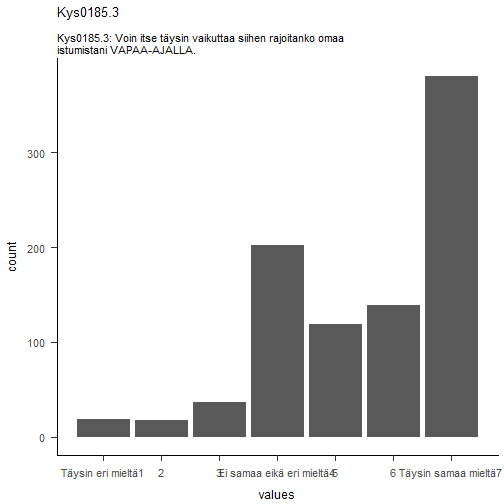 Kys0185.3
Kys0185.3: Voin itse täysin vaikuttaa siihen rajoitanko omaa
istumistani VAPAA-AJALLA.
300
200
100
0
count
Täysin eri mieltä1 2 3 Ei samaa eikä eri mieltä4 5 6 Täysin samaa mieltä7
values